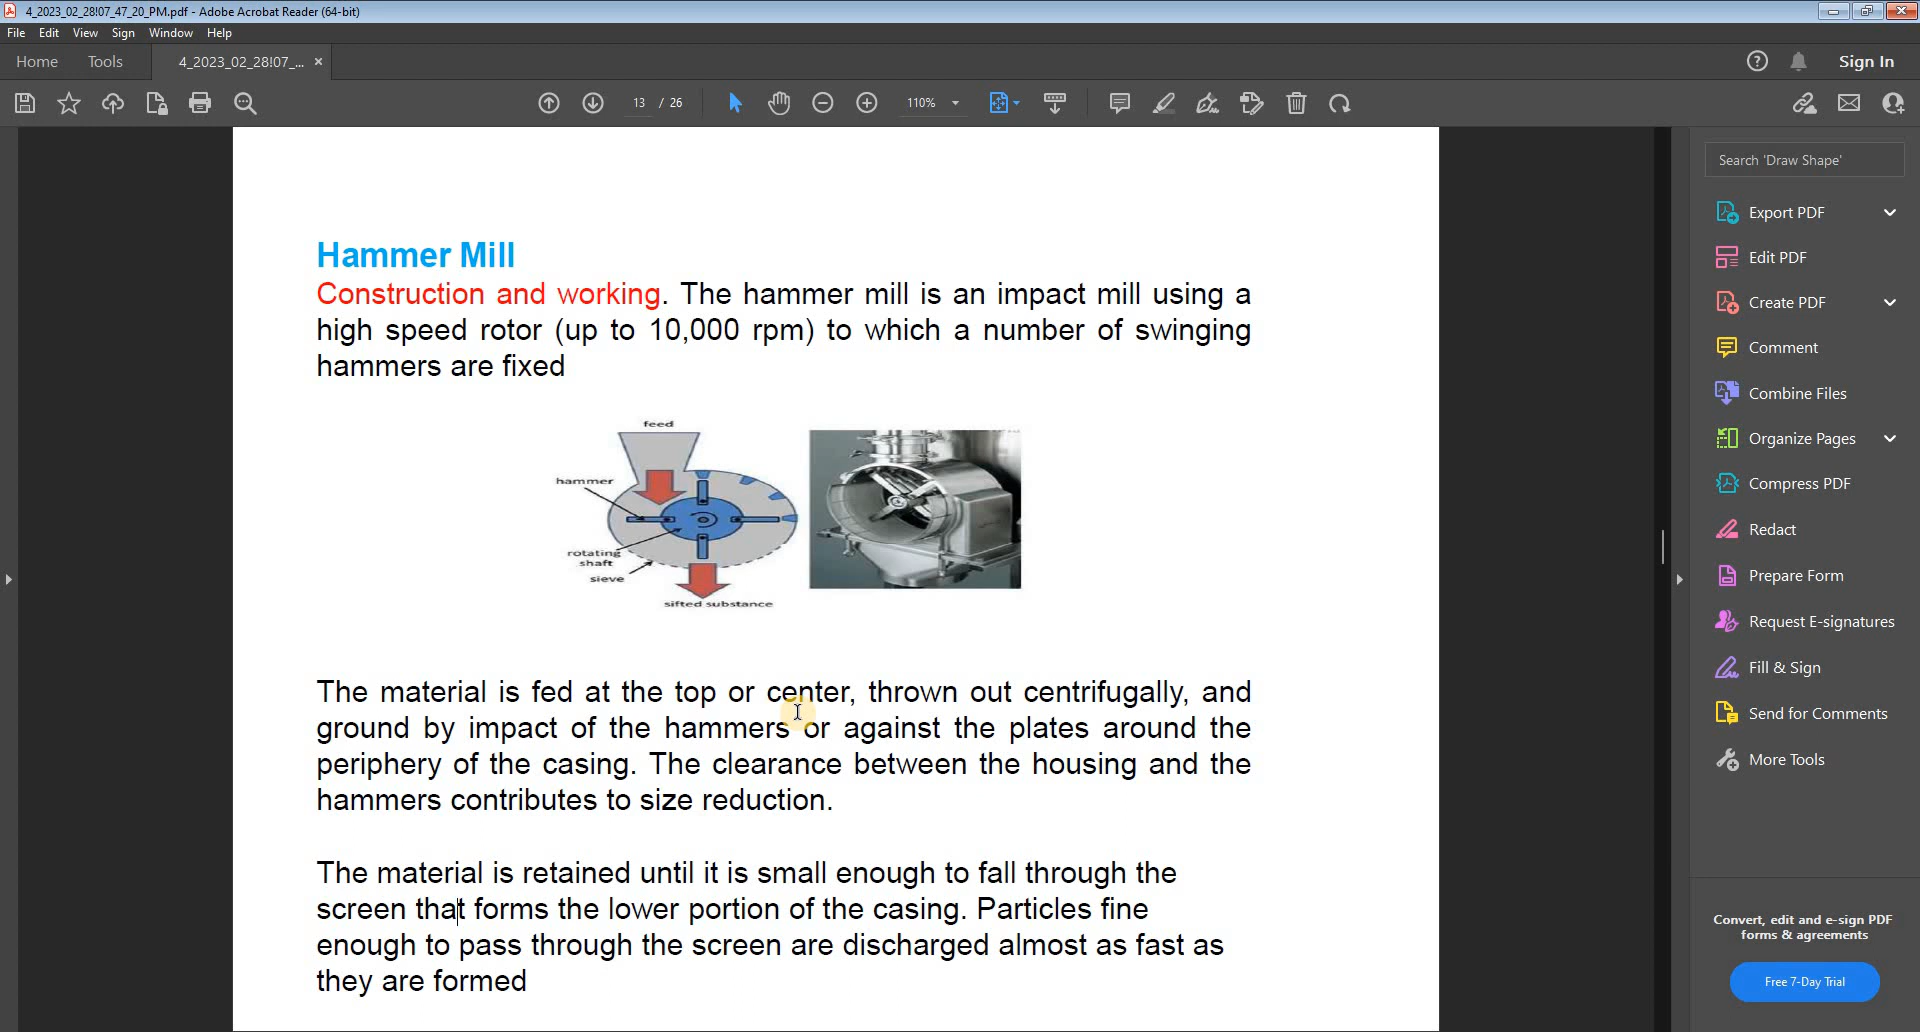 4_2023_02_28!07_47_20_PM.pdf - Adobe Acrobat Reader (64-bit)
File Edit View Sign Window Help
Home Tools 4_2023_02_28!07_... × Sign In
13 / 26 110%
Search 'Draw Shape'
Export PDF
Edit PDF
Create PDF
Comment
Combine Files
Organize Pages
Compress PDF
Redact
Prepare Form
Request E-signatures
Fill & Sign
Send for Comments
More Tools
Convert, edit and e-sign PDF
forms & agreements
Free 7-Day Trial
Hammer Mill
Construction and working. The hammer mill is an impact mill using a
high speed rotor (up to 10,000 rpm) to which a number of swinging
hammers are fixed
feed
hammer
rotating
shaft
sieve
sifted substance
The material is fed at the top or center, thrown out centrifugally, and
ground by impact of the hammers or against the plates around the
periphery of the casing. The clearance between the housing and the
hammers contributes to size reduction.
The material is retained until it is small enough to fall through the
screen that forms the lower portion of the casing. Particles fine
enough to pass through the screen are discharged almost as fast as
they are formed